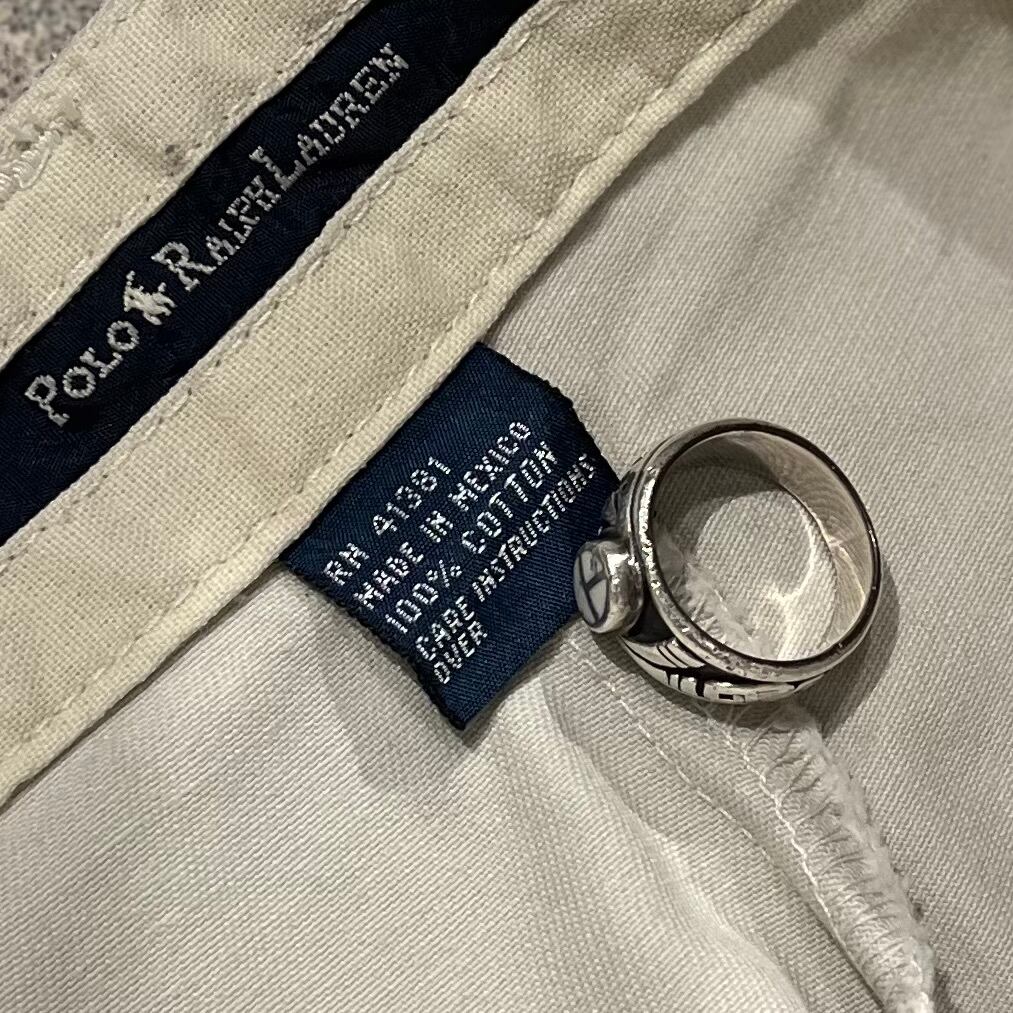 POLO RALPH LAUREN
RN 41381
MADE IN MEXICO
100% COTTON
CARE INSTRUCTIONS
OVER